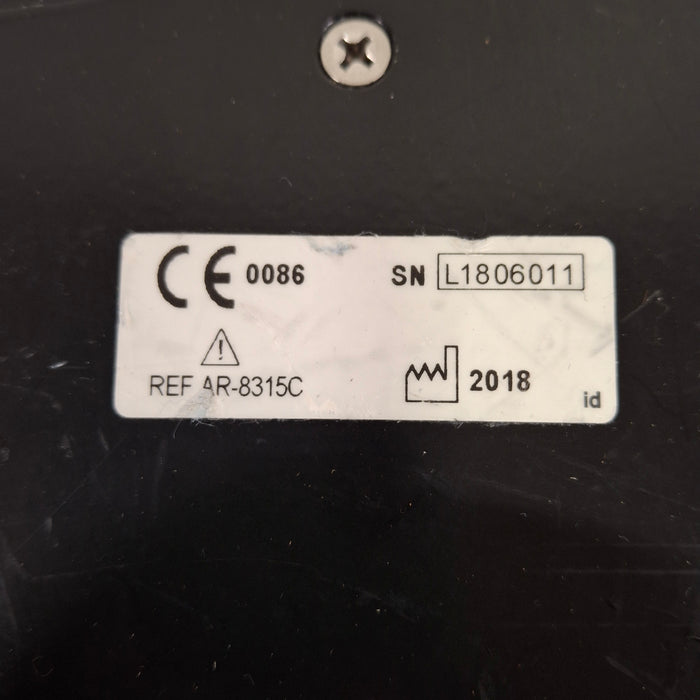 CE 0086 SN L1806011
REF AR-8315C 2018 id